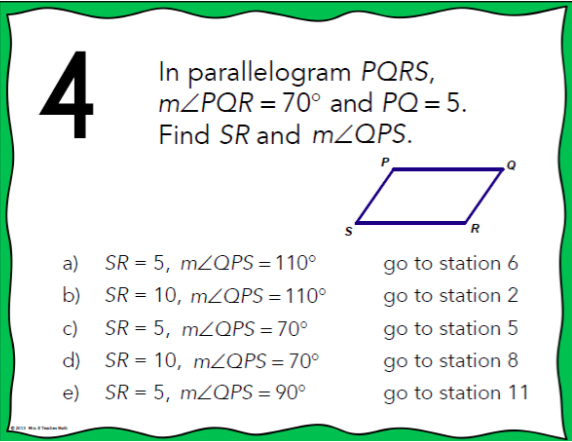 4
In parallelogram PQRS,
m∠PQR = 70° and PQ = 5.
Find SR and m∠QPS.
P
Q
S
R
a) SR = 5, m∠QPS = 110° go to station 6
b) SR = 10, m∠QPS = 110° go to station 2
c) SR = 5, m∠QPS = 70° go to station 5
d) SR = 10, m∠QPS = 70° go to station 8
e) SR = 5, m∠QPS = 90° go to station 11